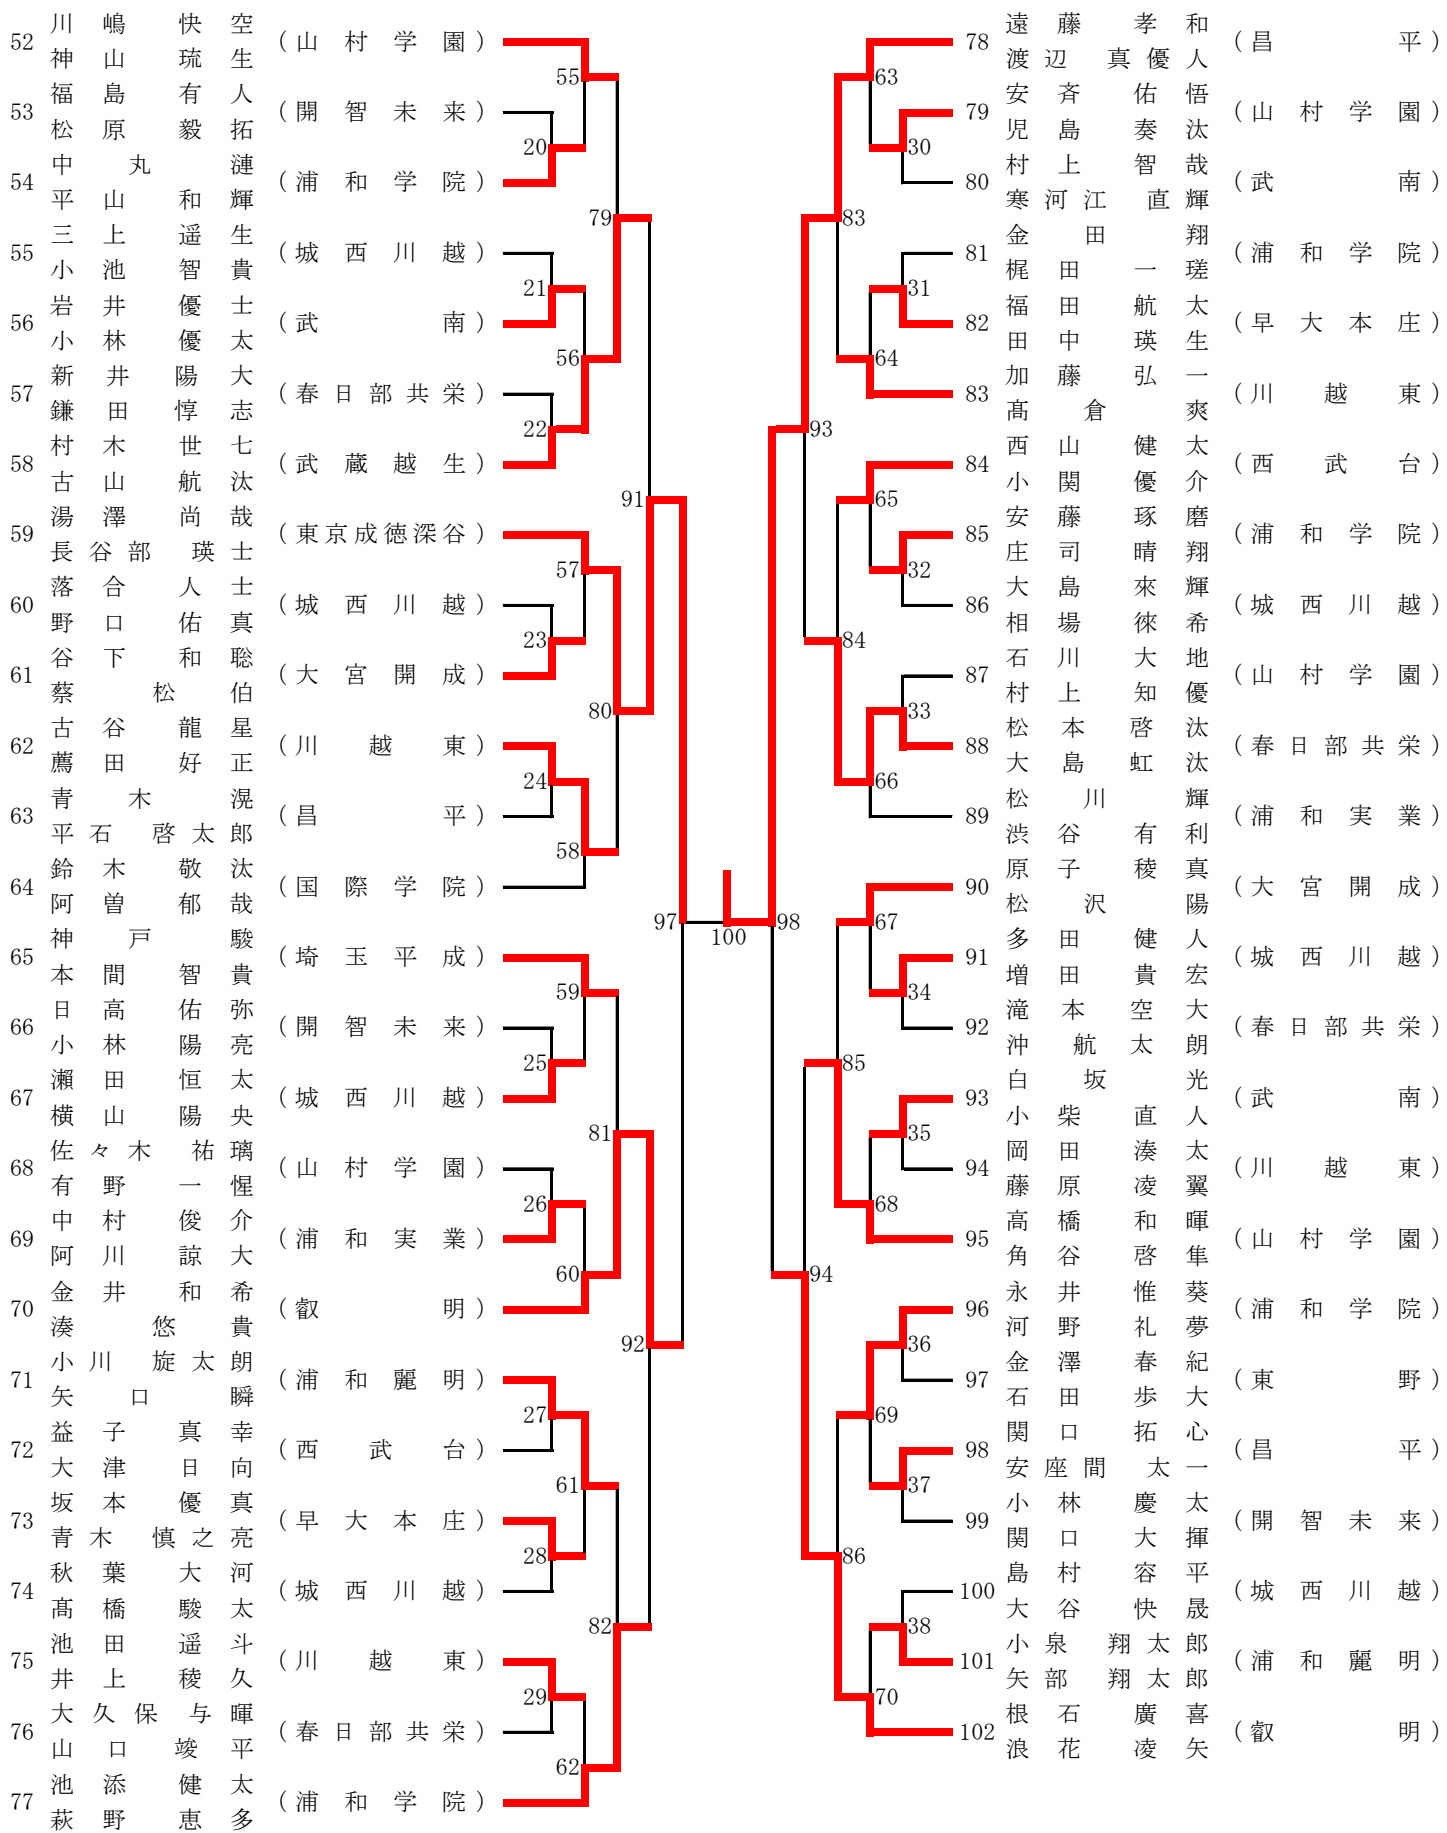 52 川嶋 快空 (山村学園)
神山 琉生
53 福島 有人 (開智未来)
松原 毅拓
54 中丸 漣 (浦和学院)
平山 和輝
55 三上 遥生 (城西川越)
小池 智貴
56 岩井 優士 (武南)
小林 優太
57 新井 陽大 (春日部共栄)
鎌田 惇志
58 村木 世七 (武蔵越生)
古山 航汰
59 湯澤 尚哉 (東京成徳深谷)
長谷部 瑛士
60 落合 人士 (城西川越)
野口 佑真
61 谷下 和聡 (大宮開成)
蔡 松伯
62 古谷 龍星 (川越東)
薦田 好正
63 青木 滉 (昌平)
平石 啓太郎
64 鈴木 敬汰 (国際学院)
阿曽 郁哉
65 神戸 駿 (埼玉平成)
本間 智貴
66 日高 佑弥 (開智未来)
小林 陽亮
67 瀬田 恒太 (城西川越)
横山 陽央
68 佐々木 祐璃 (山村学園)
有野 一惺
69 中村 俊介 (浦和実業)
阿川 諒大
70 金井 和希 (叡明)
湊 悠貴
71 小川 旋太朗 (浦和麗明)
矢口 瞬
72 益子 真幸 (西武台)
大津 日向
73 坂本 優真 (早大本庄)
青木 慎之亮
74 秋葉 大河 (城西川越)
髙橋 駿太
75 池田 遥斗 (川越東)
井上 稜久
76 大久保 与暉 (春日部共栄)
山口 竣平
77 池添 健太 (浦和学院)
萩野 恵多
55
20
79
21
56
22
91
57
23
80
24
58
97
59
25
81
26
60
92
27
61
28
82
29
62
100
98
63
30
83
31
64
93
65
32
84
33
66
67
34
85
35
68
94
36
69
37
86
38
70
78 遠藤 孝和 (昌平)
渡辺 真優人
79 安斉 佑悟 (山村学園)
児島 奏汰
80 村上 智哉 (武南)
寒河江 直輝
81 金田 翔 (浦和学院)
梶田 一瑳
82 福田 航太 (早大本庄)
田中 瑛生
83 加藤 弘一 (川越東)
髙倉 爽
84 西山 健太 (西武台)
小関 優介
85 安藤 琢磨 (浦和学院)
庄司 晴翔
86 大島 來輝 (城西川越)
相場 徠希
87 石川 大地 (山村学園)
村上 知優
88 松本 啓汰 (春日部共栄)
大島 虹汰
89 松川 輝 (浦和実業)
渋谷 有利
90 原子 稜真 (大宮開成)
松沢 陽
91 多田 健人 (城西川越)
増田 貴宏
92 滝本 空大 (春日部共栄)
沖 航太朗
93 白坂 光 (武南)
小柴 直人
94 岡田 湊太 (川越東)
藤原 凌翼
95 高橋 和暉 (山村学園)
角谷 啓隼
96 永井 惟葵 (浦和学院)
河野 礼夢
97 金澤 春紀 (東野)
石田 歩大
98 関口 拓心 (昌平)
安座間 太一
99 小林 慶太 (開智未来)
関口 大揮
100 島村 容平 (城西川越)
大谷 快晟
101 小泉 翔太郎 (浦和麗明)
矢部 翔太郎
102 根石 廣喜 (叡明)
浪花 凌矢